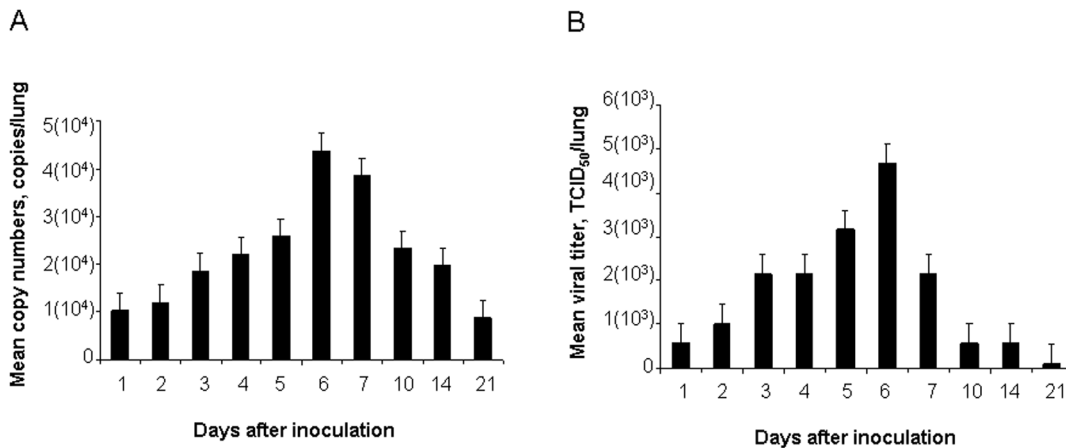 A
Mean copy numbers, copies/lung
5(10⁴)
4(10⁴)
3(10⁴)
2(10⁴)
1(10⁴)
0
1 2 3 4 5 6 7 10 14 21
Days after inoculation
B
Mean viral titer, TCID₅₀/lung
6(10³)
5(10³)
4(10³)
3(10³)
2(10³)
1(10³)
0
1 2 3 4 5 6 7 10 14 21
Days after inoculation